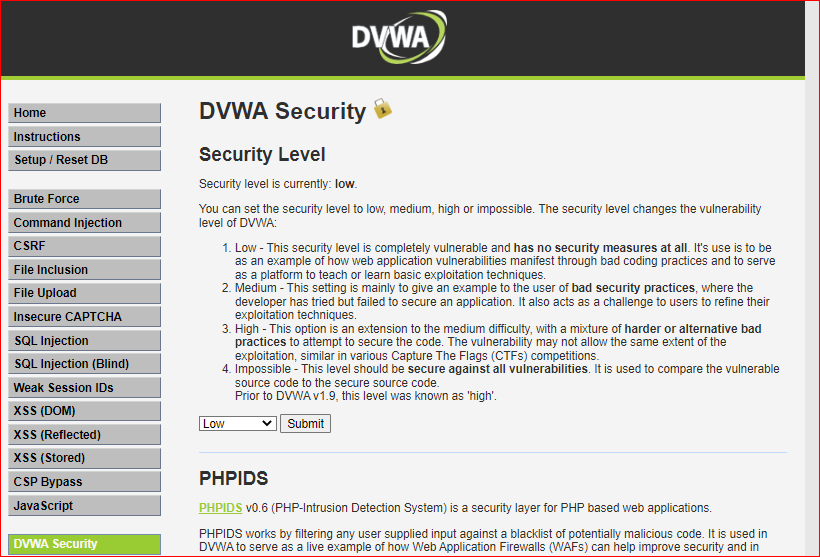 DVWA
Home
Instructions
Setup / Reset DB
Brute Force
Command Injection
CSRF
File Inclusion
File Upload
Insecure CAPTCHA
SQL Injection
SQL Injection (Blind)
Weak Session IDs
XSS (DOM)
XSS (Reflected)
XSS (Stored)
CSP Bypass
JavaScript
DVWA Security
DVWA Security
Security Level
Security level is currently: low.
You can set the security level to low, medium, high or impossible. The security level changes the vulnerability
level of DVWA:
1. Low - This security level is completely vulnerable and has no security measures at all. It's use is to be
as an example of how web application vulnerabilities manifest through bad coding practices and to serve
as a platform to teach or learn basic exploitation techniques.
2. Medium - This setting is mainly to give an example to the user of bad security practices, where the
developer has tried but failed to secure an application. It also acts as a challenge to users to refine their
exploitation techniques.
3. High - This option is an extension to the medium difficulty, with a mixture of harder or alternative bad
practices to attempt to secure the code. The vulnerability may not allow the same extent of the
exploitation, similar in various Capture The Flags (CTFs) competitions.
4. Impossible - This level should be secure against all vulnerabilities. It is used to compare the vulnerable
source code to the secure source code.
Prior to DVWA v1.9, this level was known as 'high'.
Low Submit
PHPIDS
PHPIDS v0.6 (PHP-Intrusion Detection System) is a security layer for PHP based web applications.
PHPIDS works by filtering any user supplied input against a blacklist of potentially malicious code. It is used in
DVWA to serve as a live example of how Web Application Firewalls (WAFs) can help improve security and in